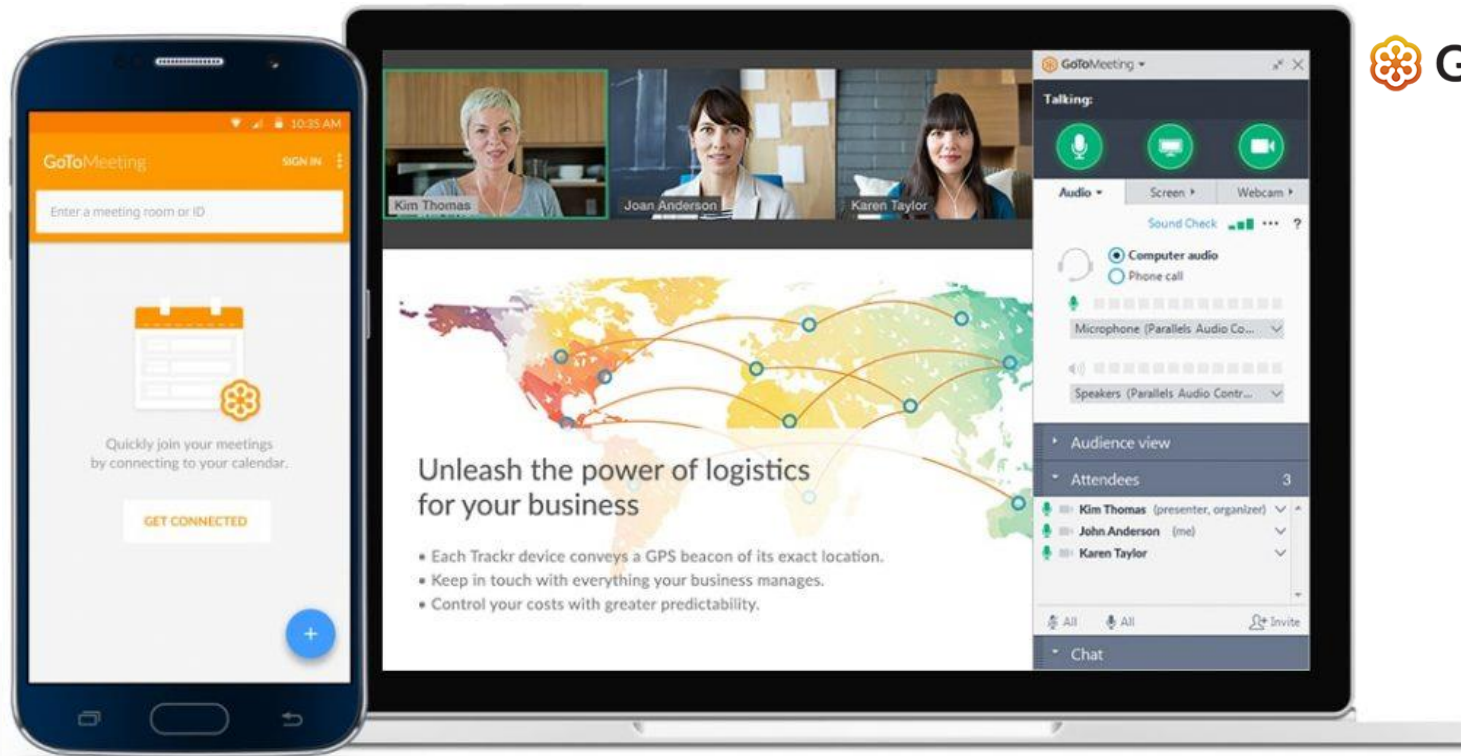 10:35 AM
GoToMeeting
SIGN IN
Enter a meeting room or ID
Quickly join your meetings
by connecting to your calendar.
GET CONNECTED
+
Kim Thomas
Joan Anderson
Karen Taylor
Unleash the power of logistics
for your business
• Each Trackr device conveys a GPS beacon of its exact location.
• Keep in touch with everything your business manages.
• Control your costs with greater predictability.
GoToMeeting
Talking:
Audio Screen Webcam
Sound Check ... ?
Computer audio
Phone call
Microphone (Parallels Audio Co...
Speakers (Parallels Audio Contr...
Audience view
Attendees 3
Kim Thomas (presenter, organizer)
John Anderson (me)
Karen Taylor
All All Invite
Chat
G